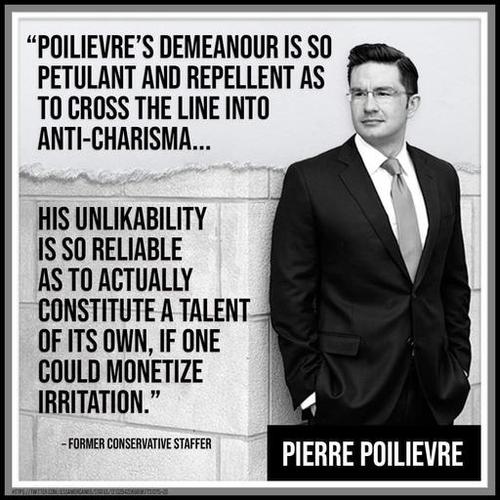 “POILIEVRE’S DEMEANOUR IS SO
PETULANT AND REPELLENT AS
TO CROSS THE LINE INTO
ANTI-CHARISMA...
HIS UNLIKABILITY
IS SO RELIABLE
AS TO ACTUALLY
CONSTITUTE A TALENT
OF ITS OWN, IF ONE
COULD MONETIZE
IRRITATION.”
– FORMER CONSERVATIVE STAFFER
PIERRE POILIEVRE